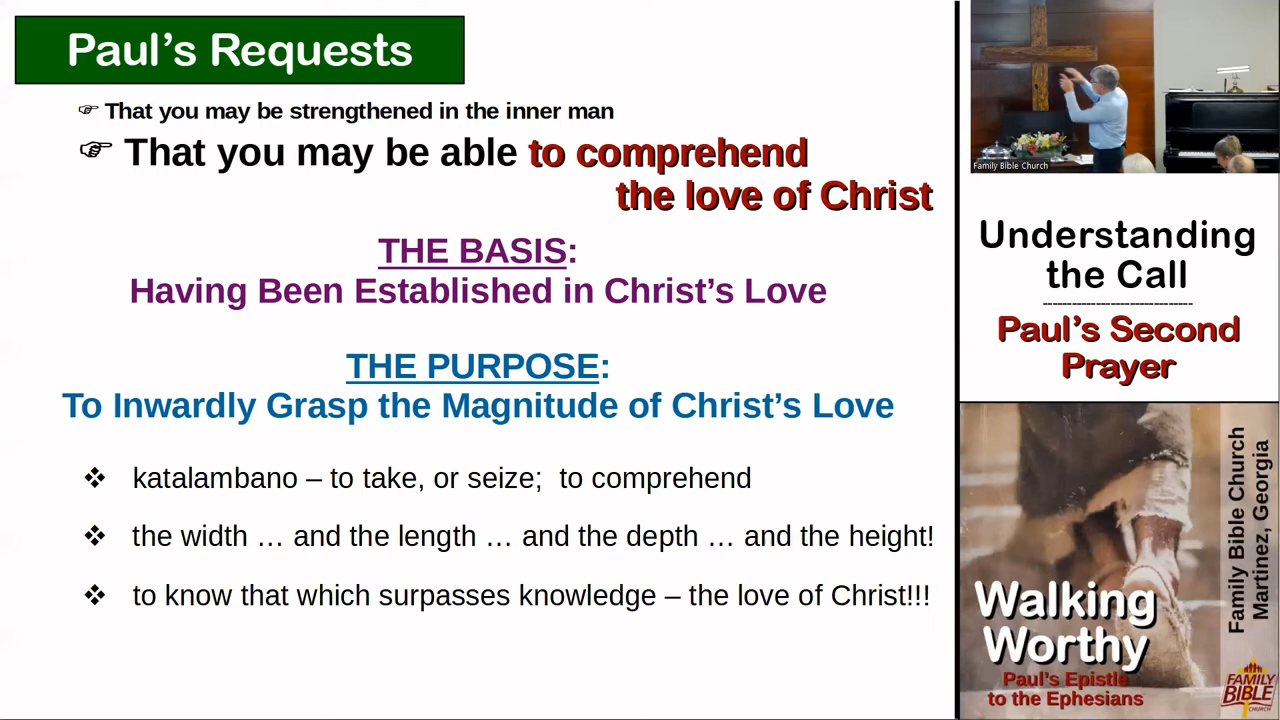 Paul's Requests
☞ That you may be strengthened in the inner man
☞ That you may be able to comprehend
the love of Christ
THE BASIS:
Having Been Established in Christ's Love
THE PURPOSE:
To Inwardly Grasp the Magnitude of Christ's Love
❖ katalambano – to take, or seize;  to comprehend
❖ the width … and the length … and the depth … and the height!
❖ to know that which surpasses knowledge – the love of Christ!!!
Family Bible Church
Understanding
the Call
------------------------------
Paul's Second
Prayer
Walking
Worthy
Paul's Epistle
to the Ephesians
Family Bible Church
Martinez, Georgia
FAMILY
BIBLE
CHURCH